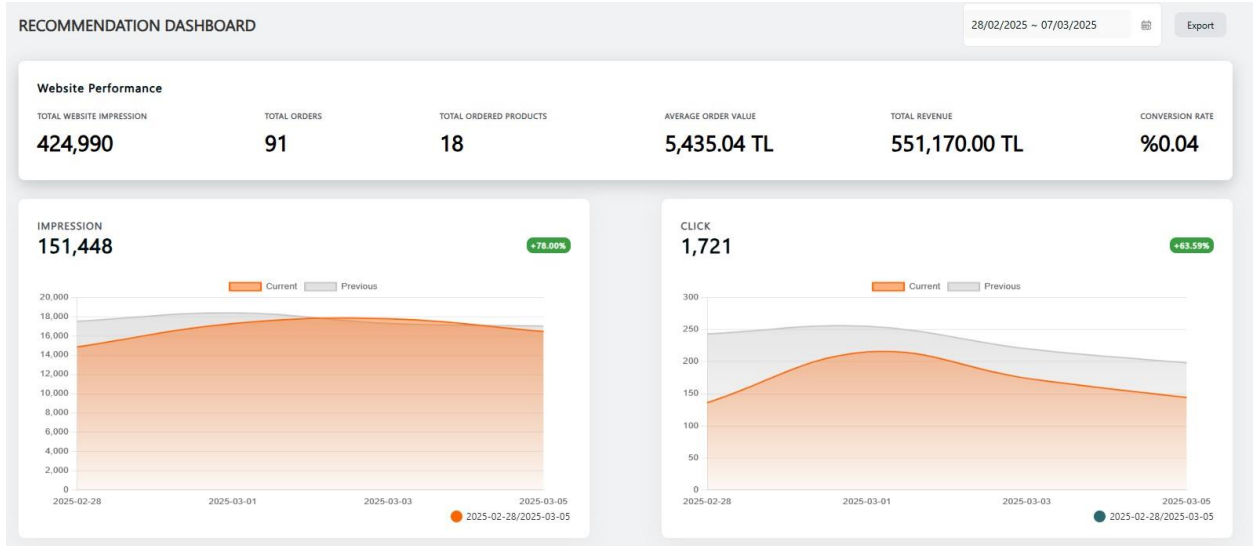 RECOMMENDATION DASHBOARD
28/02/2025 ~ 07/03/2025
Export
Website Performance
TOTAL WEBSITE IMPRESSION
424,990
TOTAL ORDERS
91
TOTAL ORDERED PRODUCTS
18
AVERAGE ORDER VALUE
5,435.04 TL
TOTAL REVENUE
551,170.00 TL
CONVERSION RATE
%0.04
IMPRESSION
151,448
+78.00%
Current Previous
20,000
18,000
16,000
14,000
12,000
10,000
8,000
6,000
4,000
2,000
0
2025-02-28 2025-03-01 2025-03-03 2025-03-05
2025-02-28/2025-03-05
CLICK
1,721
+63.59%
Current Previous
300
250
200
150
100
50
0
2025-02-28 2025-03-01 2025-03-03 2025-03-05
2025-02-28/2025-03-05